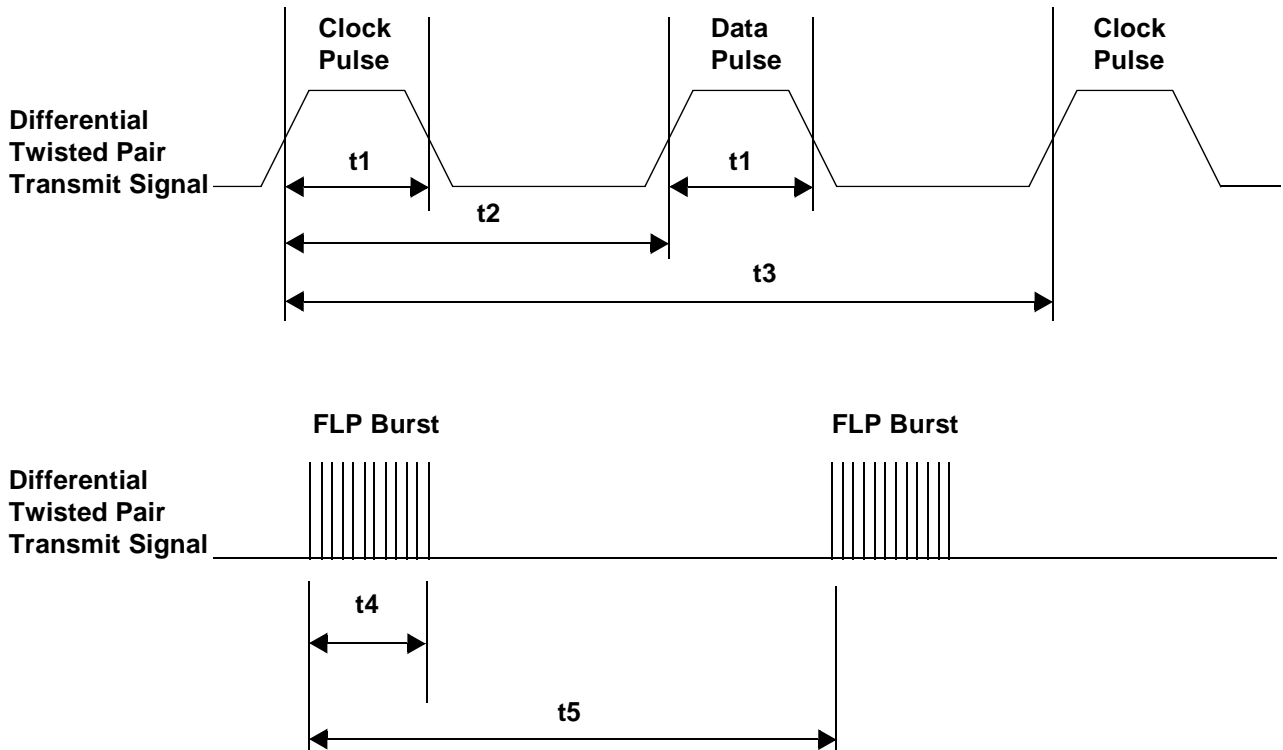 Clock
Pulse
Data
Pulse
Clock
Pulse
Differential
Twisted Pair
Transmit Signal
t1
t1
t2
t3
FLP Burst
FLP Burst
Differential
Twisted Pair
Transmit Signal
t4
t5